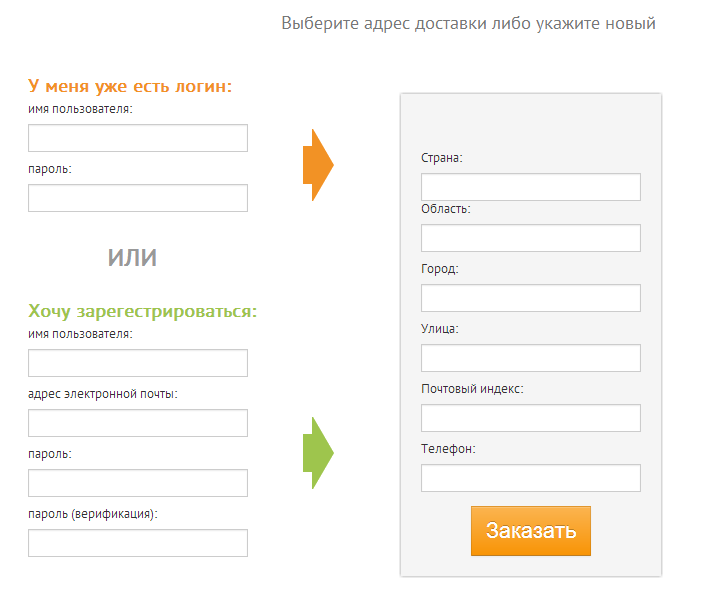 Выберите адрес доставки либо укажите новый
У меня уже есть логин:
имя пользователя:
пароль:
ИЛИ
Хочу зарегестрироваться:
имя пользователя:
адрес электронной почты:
пароль:
пароль (верификация):
Страна:
Область:
Город:
Улица:
Почтовый индекс:
Телефон:
Заказать